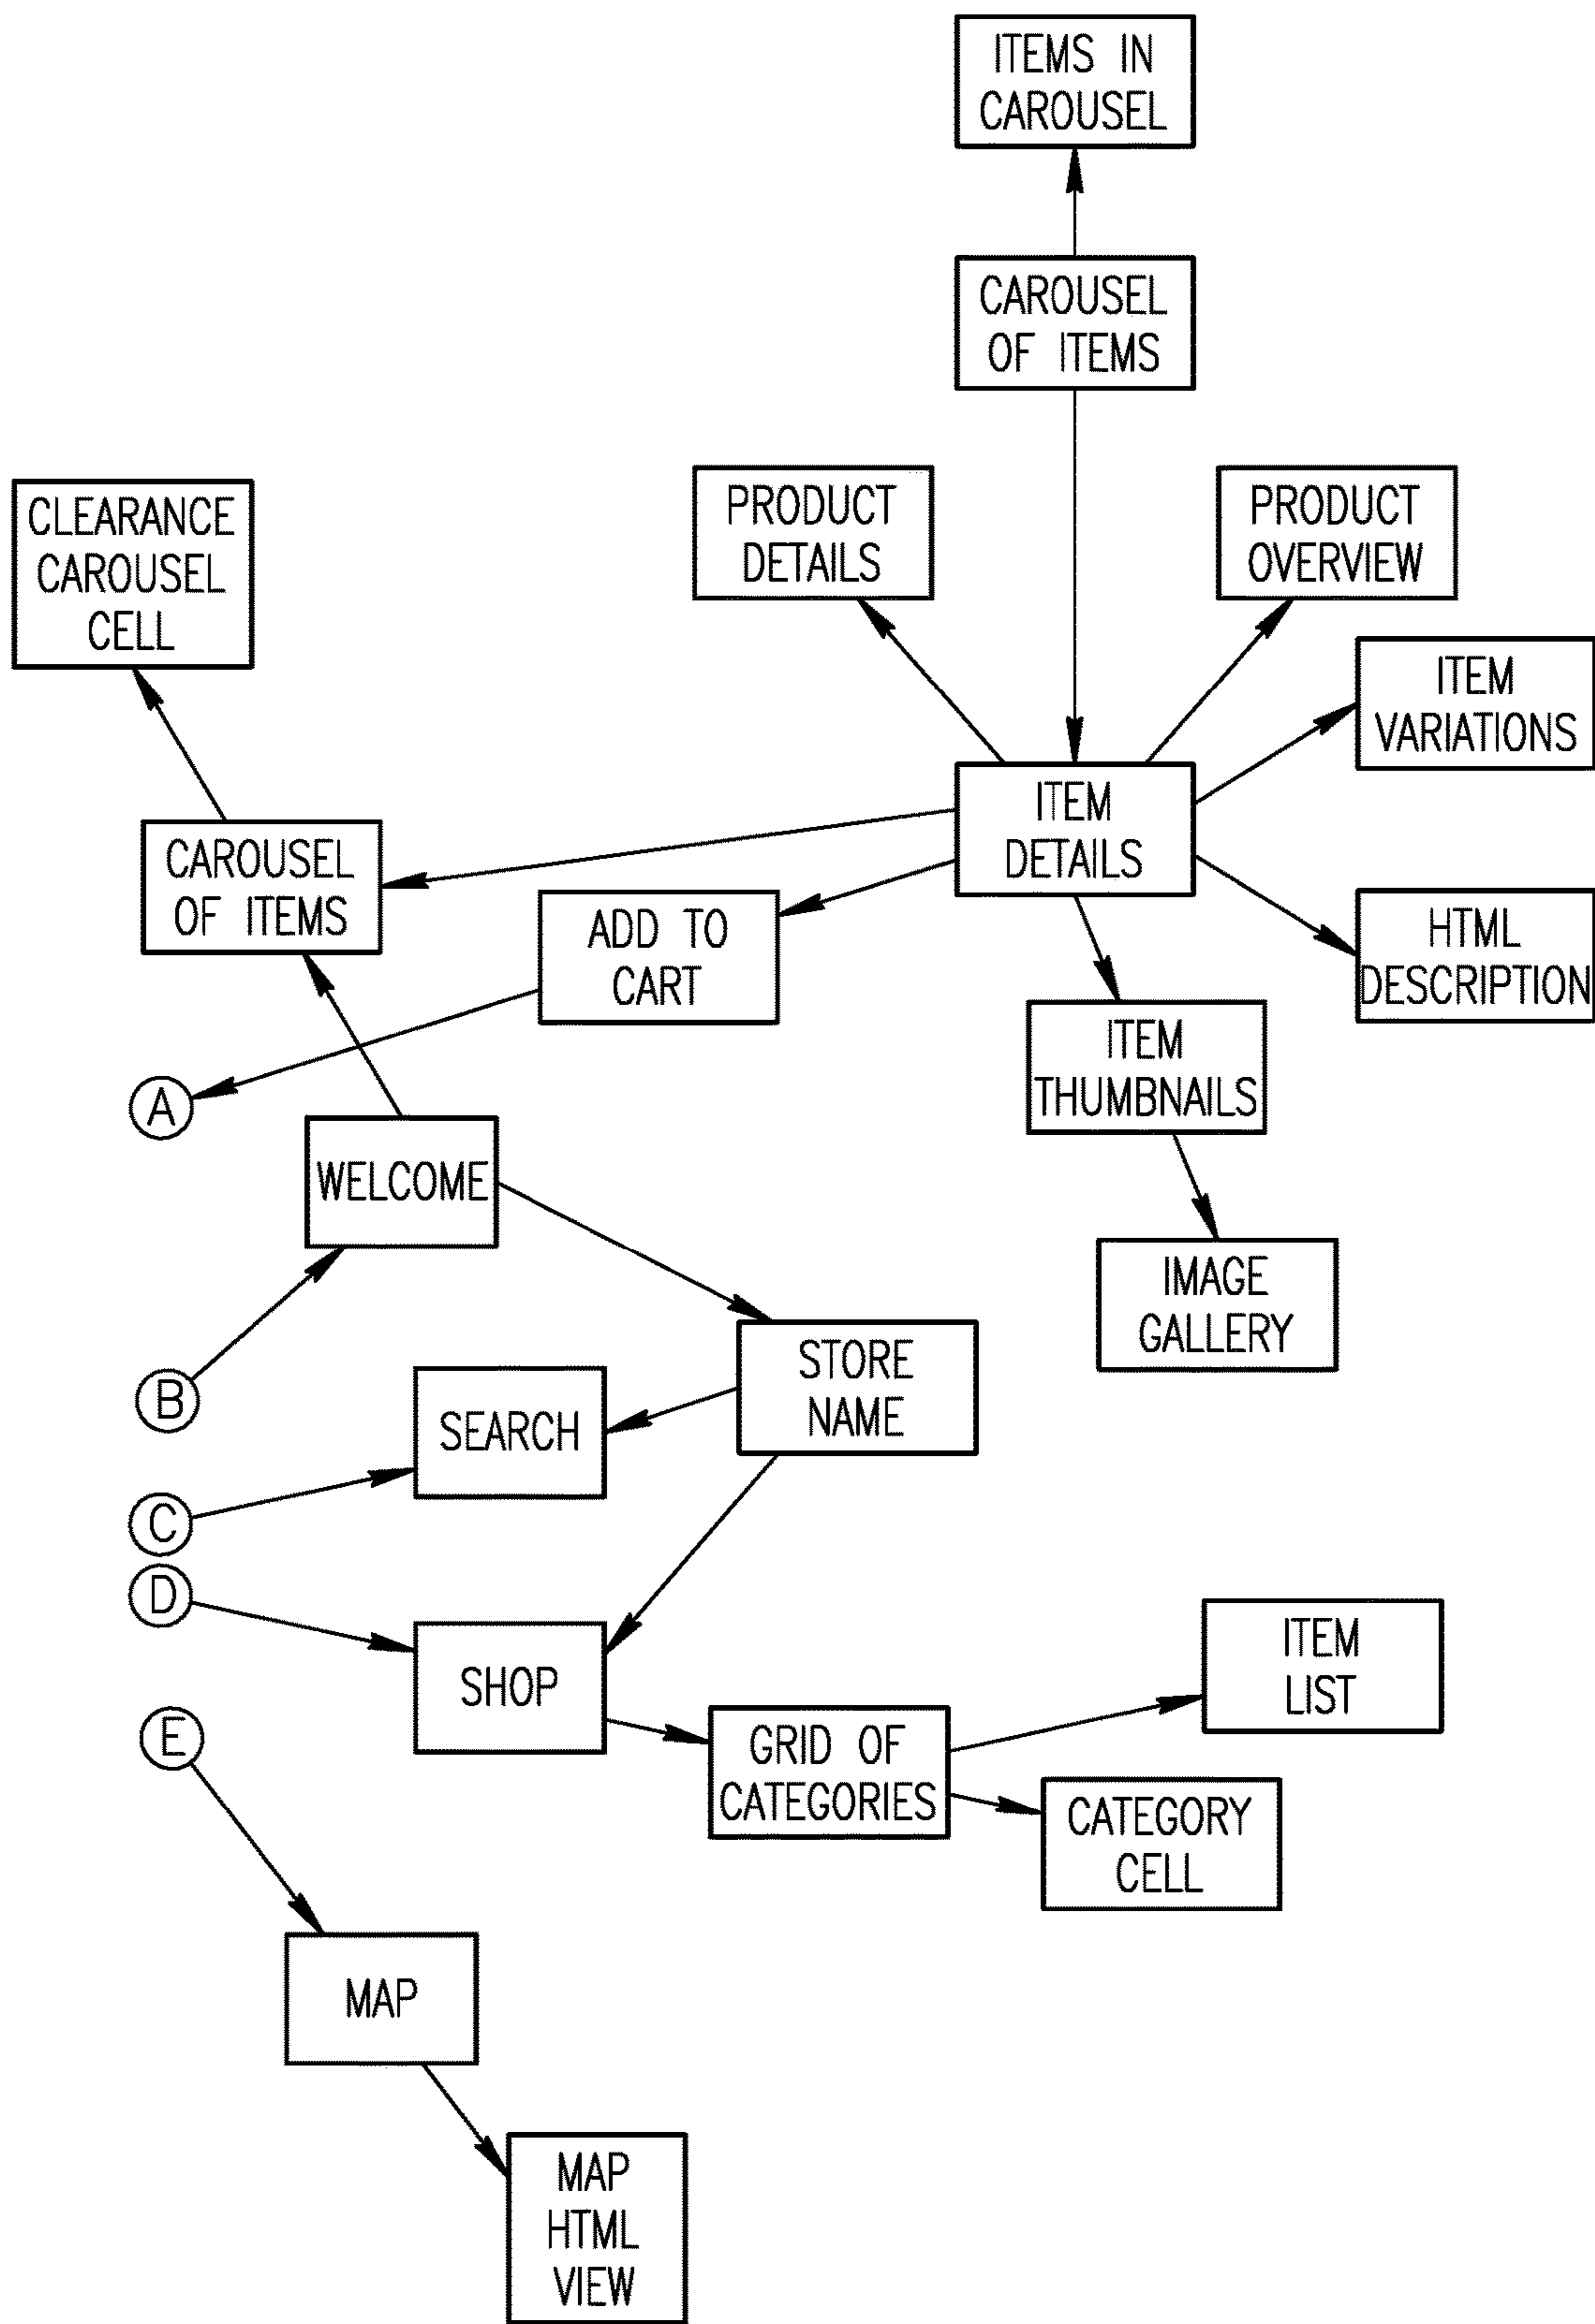 ITEMS IN
CAROUSEL
CAROUSEL
OF ITEMS
PRODUCT
DETAILS
PRODUCT
OVERVIEW
CLEARANCE
CAROUSEL
CELL
ITEM
VARIATIONS
ITEM
DETAILS
CAROUSEL
OF ITEMS
ADD TO
CART
HTML
DESCRIPTION
ITEM
THUMBNAILS
A
WELCOME
IMAGE
GALLERY
STORE
NAME
B
SEARCH
C
D
SHOP
ITEM
LIST
E
GRID OF
CATEGORIES
CATEGORY
CELL
MAP
MAP
HTML
VIEW